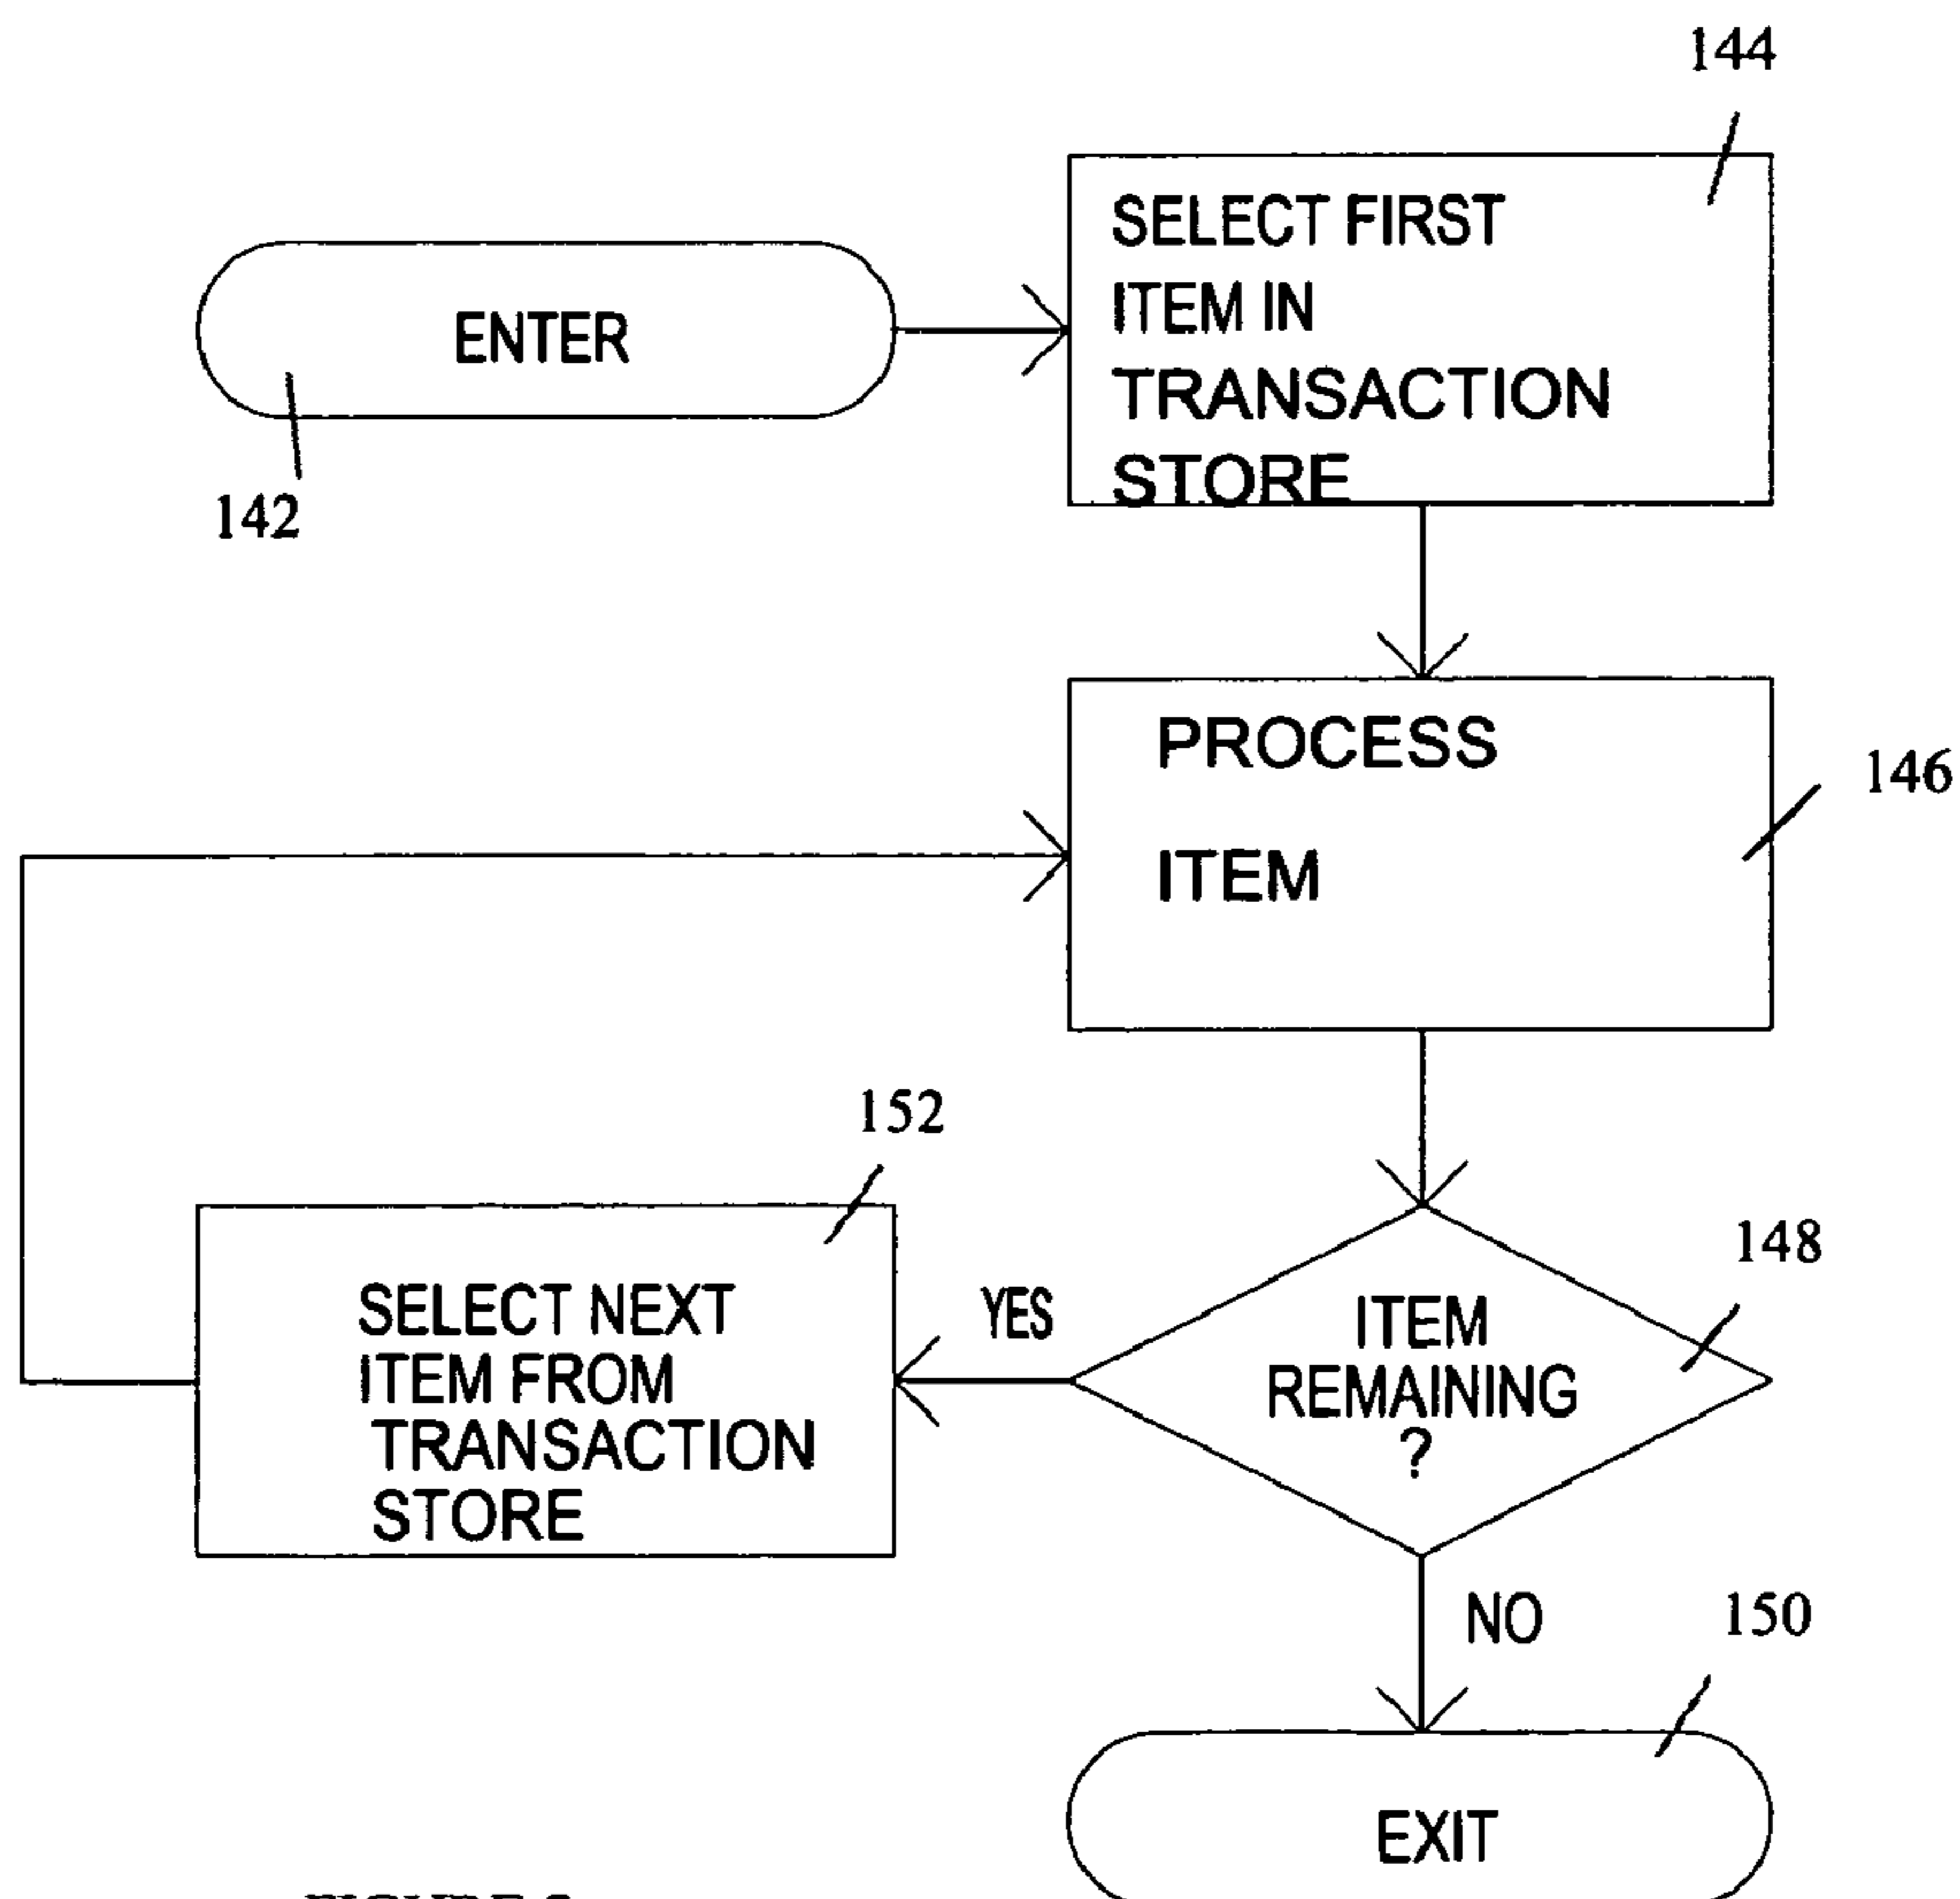 144
SELECT FIRST
ITEM IN
TRANSACTION
STORE
ENTER
142
PROCESS
ITEM
146
152
SELECT NEXT
ITEM FROM
TRANSACTION
STORE
YES
148
ITEM
REMAINING
?
NO
150
EXIT